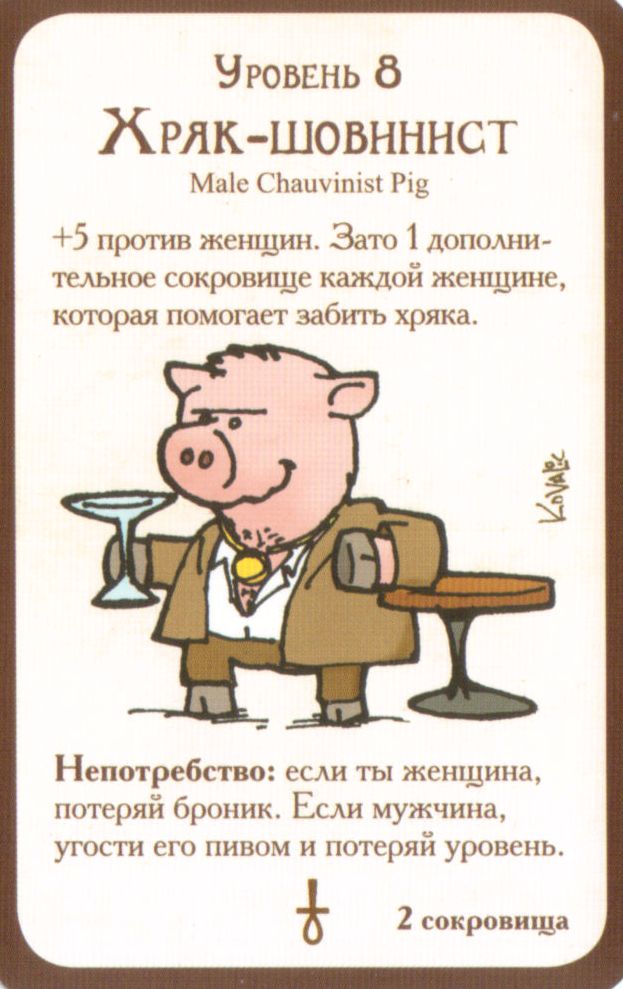 Уровень 8
Хряк-шовинист
Male Chauvinist Pig
+5 против женщин. Зато 1 дополни-
тельное сокровище каждой женщине,
которая помогает забить хряка.
Kovalic
Непотребство: если ты женщина,
потеряй броник. Если мужчина,
угости его пивом и потеряй уровень.
2 сокровища